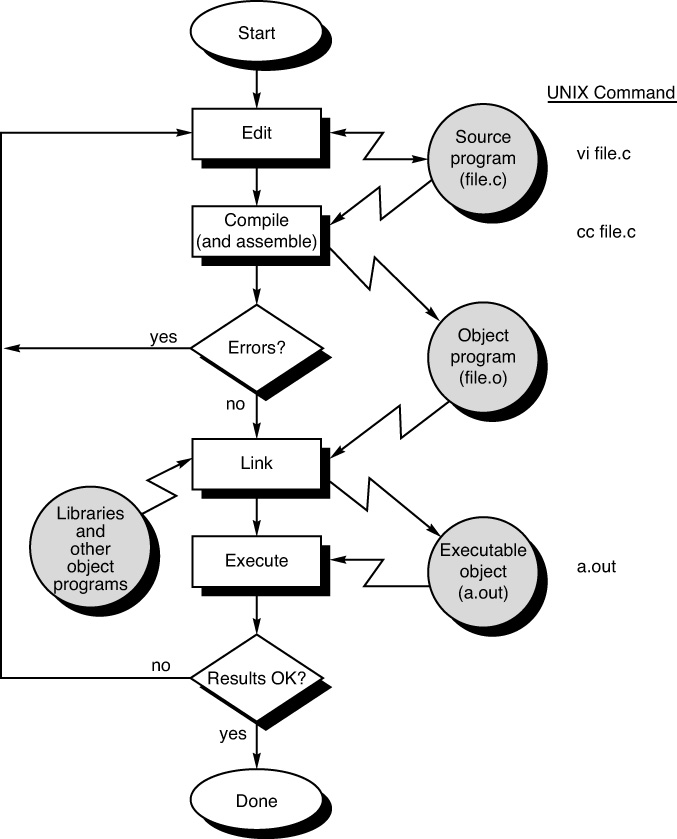 Start
UNIX Command
Edit
Source
program
(file.c)
vi file.c
Compile
(and assemble)
cc file.c
yes
Errors?
Object
program
(file.o)
no
Link
Libraries
and
other
object
programs
Execute
Executable
object
(a.out)
a.out
no
Results OK?
yes
Done